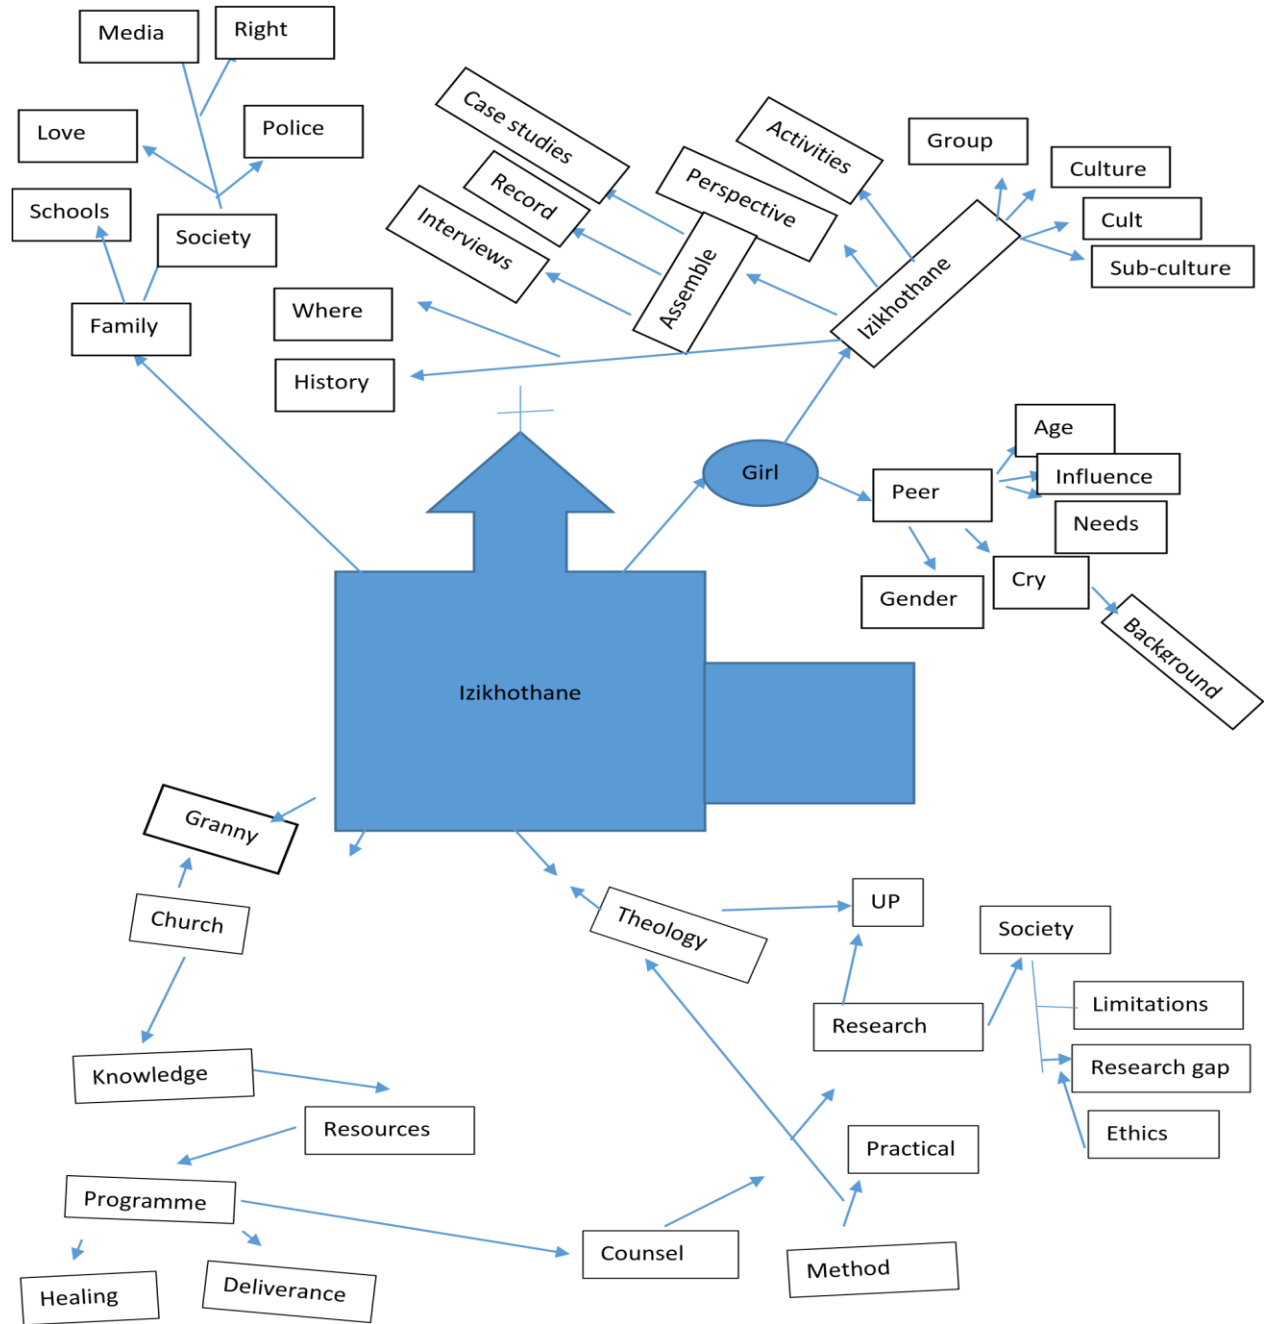 Media
Right
Love
Police
Schools
Society
Family
Where
History
Case studies
Record
Interviews
Perspective
Assemble
Activities
Izikhothane
Group
Culture
Cult
Sub-culture
Girl
Peer
Age
Influence
Needs
Cry
Gender
Background
Izikhothane
Granny
Church
Knowledge
Resources
Programme
Healing
Deliverance
Counsel
Theology
UP
Research
Society
Limitations
Research gap
Ethics
Practical
Method